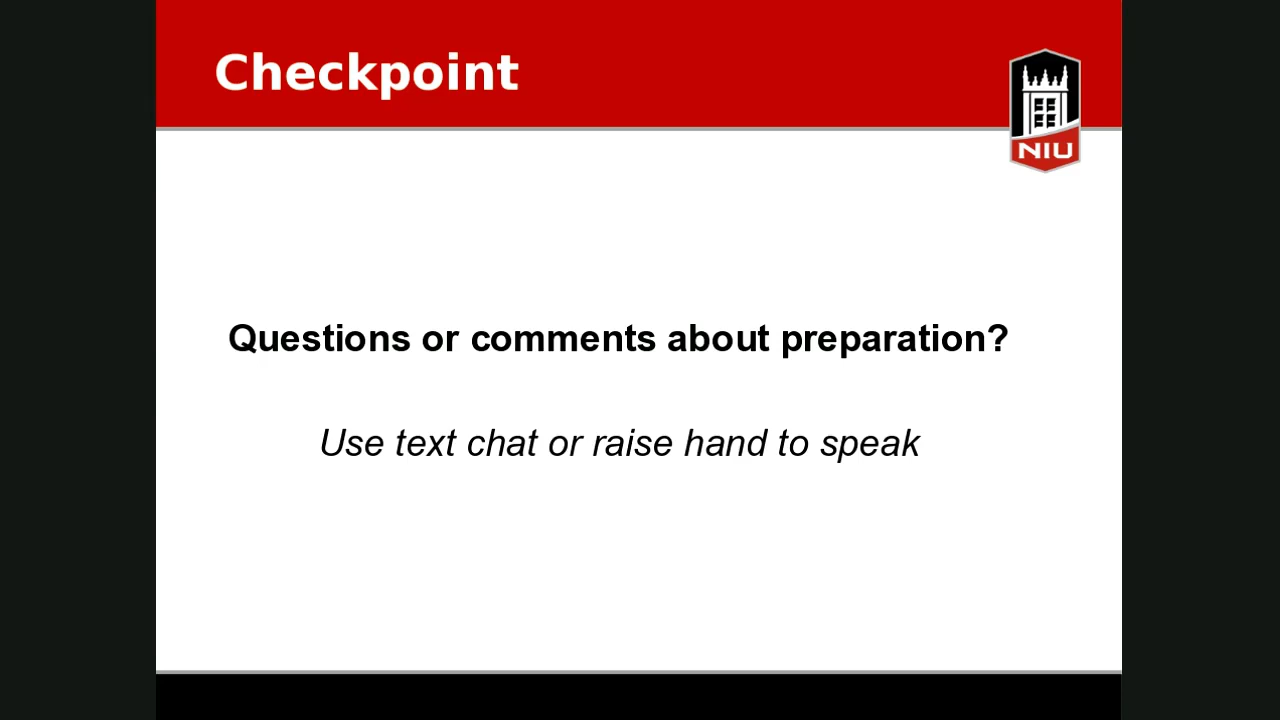 Checkpoint
NIU
Questions or comments about preparation?
Use text chat or raise hand to speak